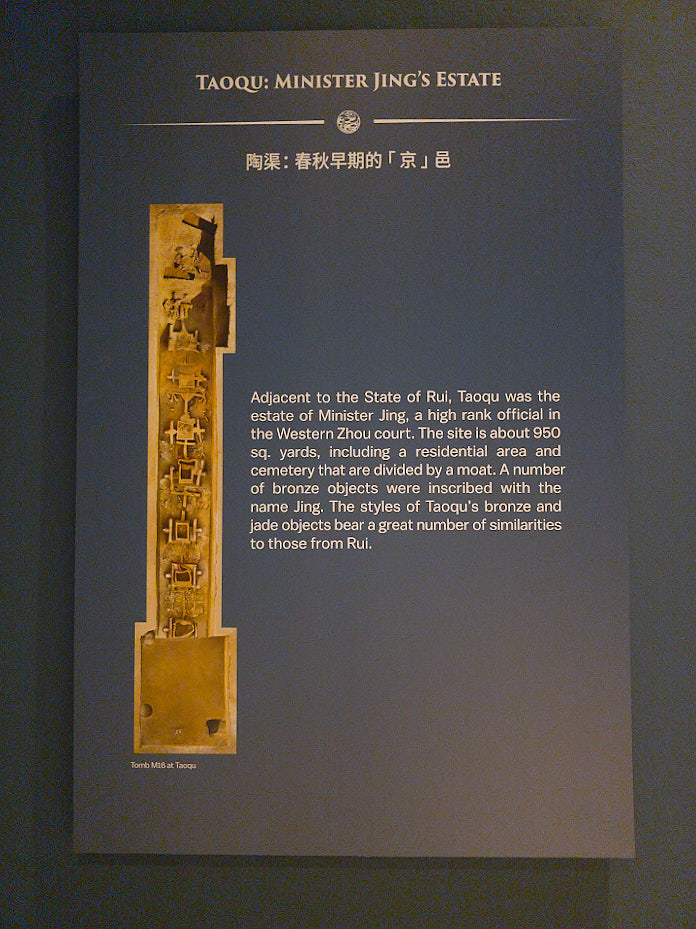 TAOQU: MINISTER JING'S ESTATE
陶渠：春秋早期的「京」邑
Adjacent to the State of Rui, Taoqu was the
estate of Minister Jing, a high rank official in
the Western Zhou court. The site is about 950
sq. yards, including a residential area and
cemetery that are divided by a moat. A number
of bronze objects were inscribed with the
name Jing. The styles of Taoqu's bronze and
jade objects bear a great number of similarities
to those from Rui.
Tomb M16 at Taoqu